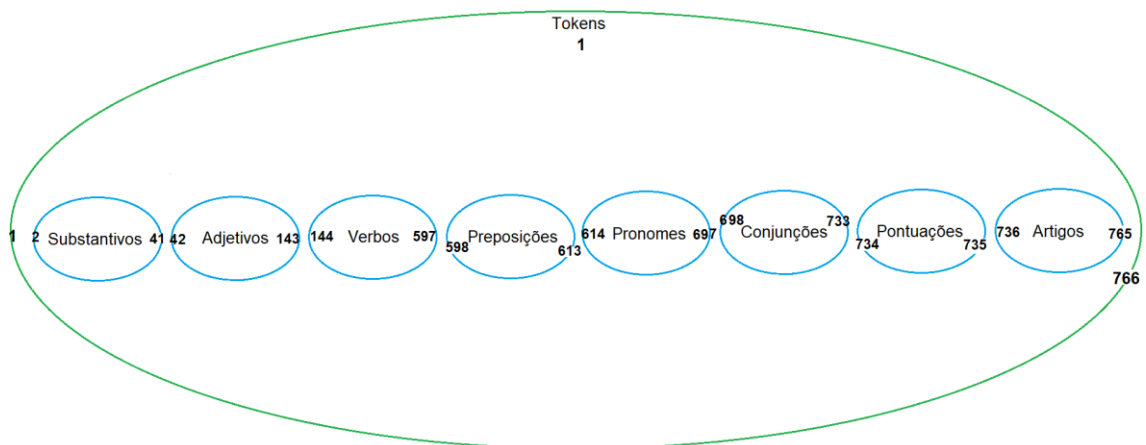 Tokens
1
1 2 Substantivos 41 42 Adjetivos 143 144 Verbos 597 598 Preposições 613 614 Pronomes 697 698 Conjunções 733 734 Pontuações 735 736 Artigos 765
766